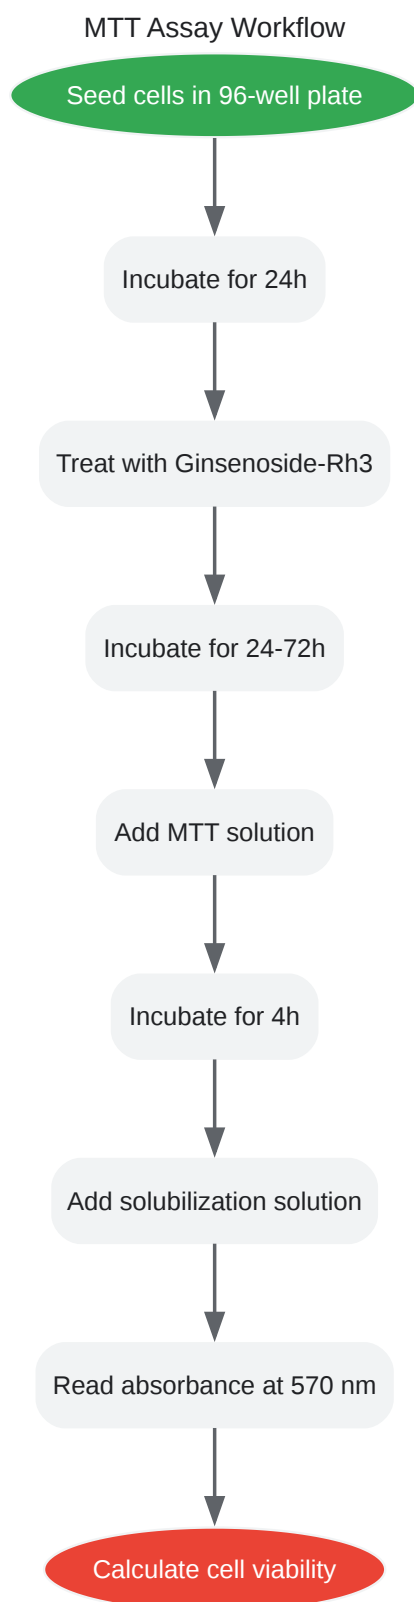 MTT Assay Workflow
Seed cells in 96-well plate
Incubate for 24h
Treat with Ginsenoside-Rh3
Incubate for 24-72h
Add MTT solution
Incubate for 4h
Add solubilization solution
Read absorbance at 570 nm
Calculate cell viability